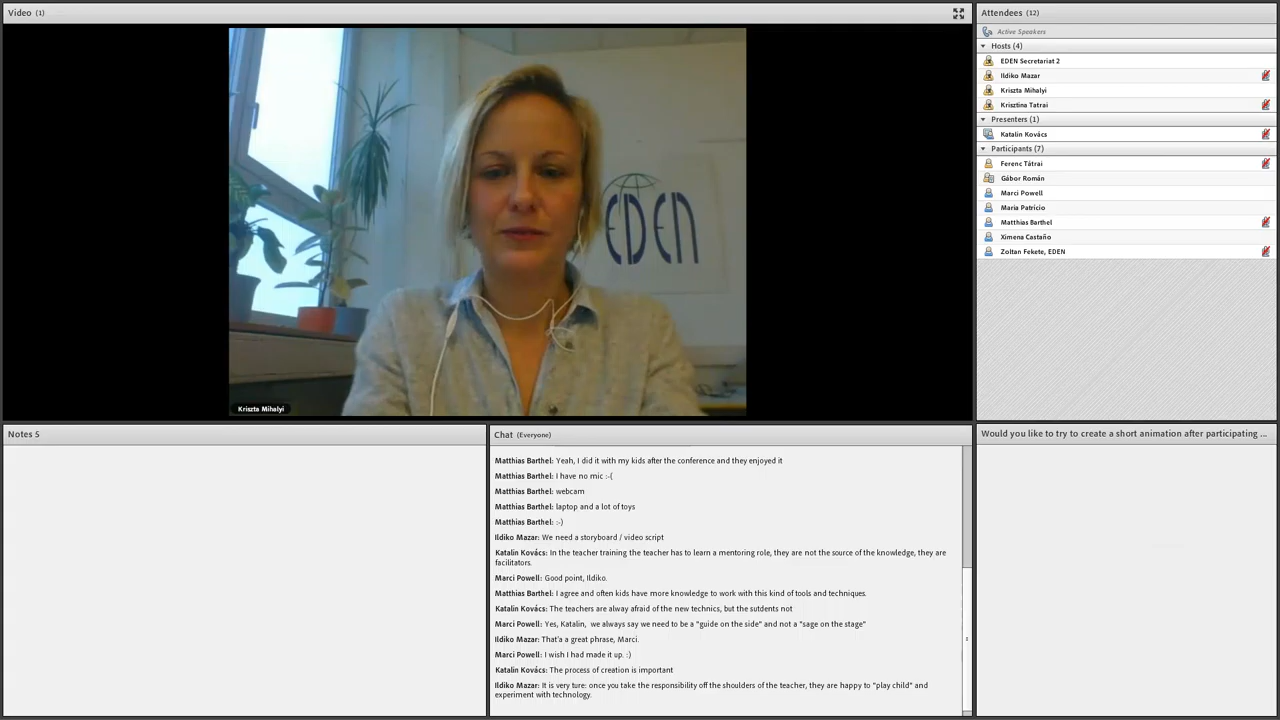 Video (1)
EDEN
Kriszta Mihalyi
Attendees (12)
Active Speakers
Hosts (4)
EDEN Secretariat 2
Ildiko Mazar
Kriszta Mihalyi
Krisztina Tatrai
Presenters (1)
Katalin Kovács
Participants (7)
Ferenc Tátrai
Gábor Román
Marci Powell
Maria Patrício
Matthias Barthel
Ximena Castaño
Zoltan Fekete, EDEN
Notes 5
Chat (Everyone)
Matthias Barthel: Yeah, I did it with my kids after the conference and they enjoyed it
Matthias Barthel: I have no mic :-(
Matthias Barthel: webcam
Matthias Barthel: laptop and a lot of toys
Matthias Barthel: :-)
Ildiko Mazar: We need a storyboard / video script
Katalin Kovács: In the teacher training the teacher has to learn a mentoring role, they are not the source of the knowledge, they are
facilitators.
Marci Powell: Good point, Ildiko.
Matthias Barthel: I agree and often kids have more knowledge to work with this kind of tools and techniques.
Katalin Kovács: The teachers are alway afraid of the new technics, but the sutdents not
Marci Powell: Yes, Katalin, we always say we need to be a "guide on the side" and not a "sage on the stage"
Ildiko Mazar: That'a a great phrase, Marci.
Marci Powell: I wish I had made it up. :)
Katalin Kovács: The process of creation is important
Ildiko Mazar: It is very ture: once you take the responsibility off the shoulders of the teacher, they are happy to "play child" and
experiment with technology.
Would you like to try to create a short animation after participating ...